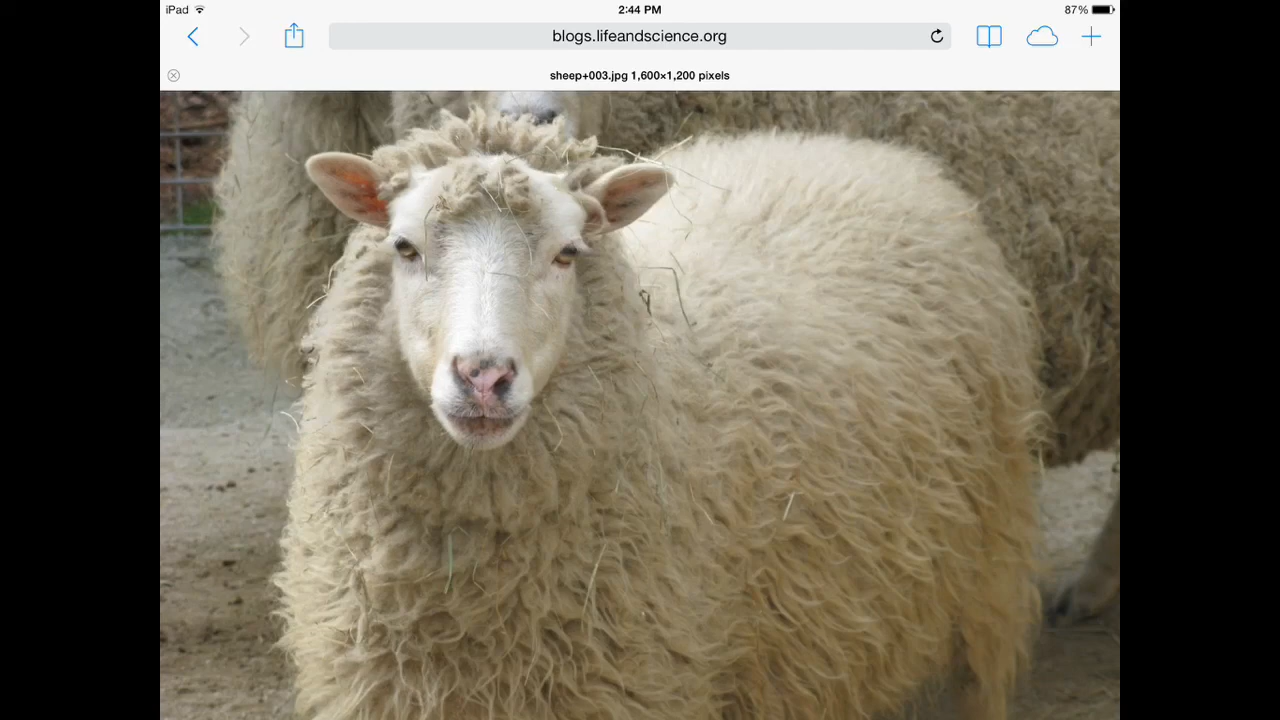 iPad 2:44 PM 87%
blogs.lifeandscience.org
sheep+003.jpg 1,600×1,200 pixels